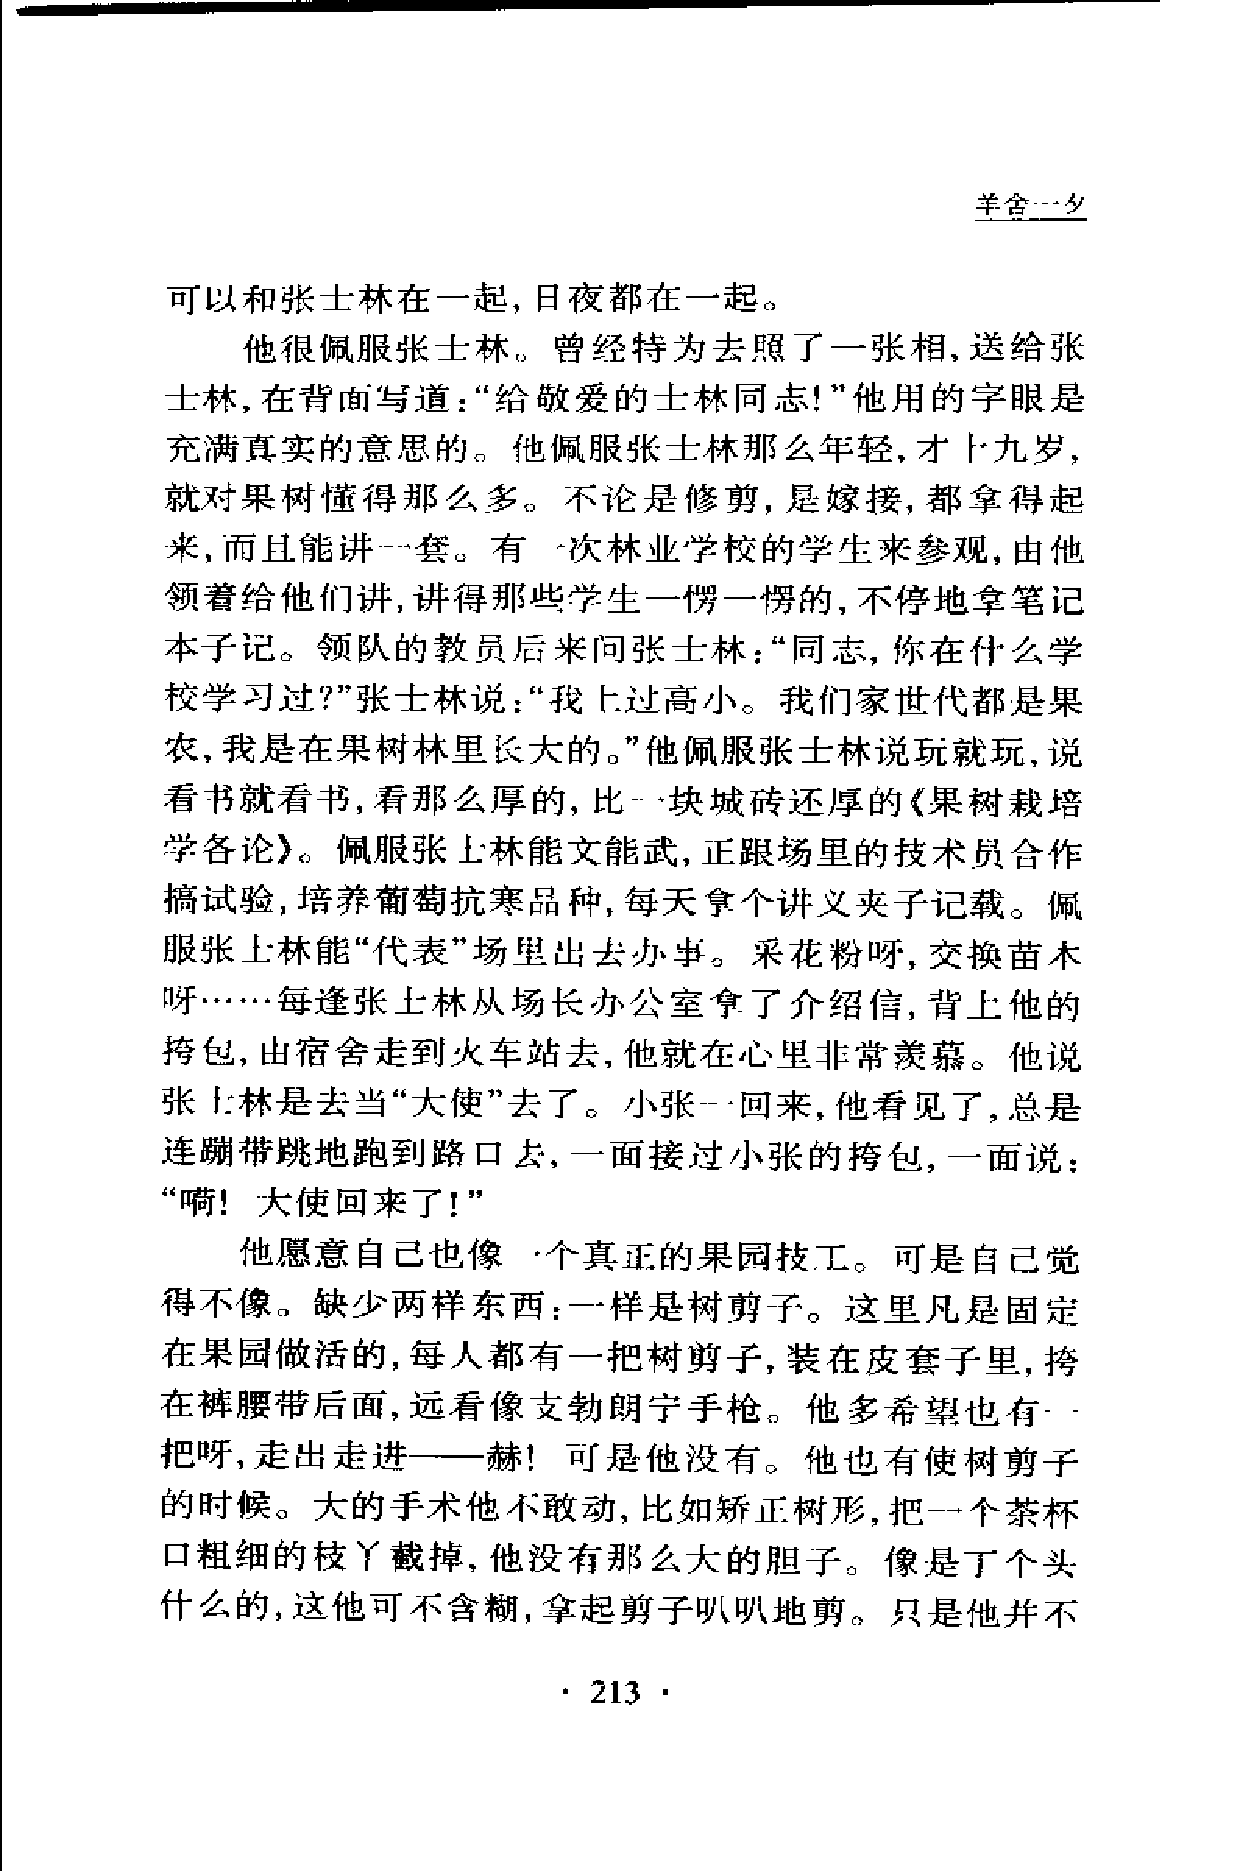 羊舍一夕
可以和张士林在一起,日夜都在一起。
他很佩服张士林。曾经特为去照了一张相,送给张
士林,在背面写道:“给敬爱的士林同志!”他用的字眼是
充满真实的意思的。他佩服张士林那么年轻,才十九岁,
就对果树懂得那么多。不论是修剪,是嫁接,都拿得起
来,而且能讲一套。有一次林业学校的学生来参观,由他
领着给他们讲,讲得那些学生一愣一愣的,不停地拿笔记
本子记。领队的教员后来问张士林:“同志,你在什么学
校学习过?”张士林说:“我上过高小。我们家世代都是果
农,我是在果树林里长大的。”他佩服张士林说玩就玩,说
看书就看书,看那么厚的,比一块城砖还厚的《果树栽培
学各论》。佩服张士林能文能武,正跟场里的技术员合作
搞试验,培养葡萄抗寒品种,每天拿个讲义夹子记载。佩
服张士林能“代表”场里出去办事。采花粉呀,交换苗木
呀……每逢张士林从场长办公室拿了介绍信,背上他的
挎包,由宿舍走到火车站去,他就在心里非常羡慕。他说
张士林是去当“大使”去了。小张一回来,他看见了,总是
连蹦带跳地跑到路口去,一面接过小张的挎包,一面说:
“嗬! 大使回来了!”
他愿意自己也像一个真正的果园技工。可是自己觉
得不像。缺少两样东西:一样是树剪子。这里凡是固定
在果园做活的,每人都有一把树剪子,装在皮套子里,挎
在裤腰带后面,远看像支勃朗宁手枪。他多希望也有一
把呀,走出走进——赫! 可是他没有。他也有使树剪子
的时候。大的手术他不敢动,比如矫正树形,把一个茶杯
口粗细的枝丫截掉,他没有那么大的胆子。像是丁个头
什么的,这他可不含糊,拿起剪子叭叭地剪。只是他并不
· 213 ·